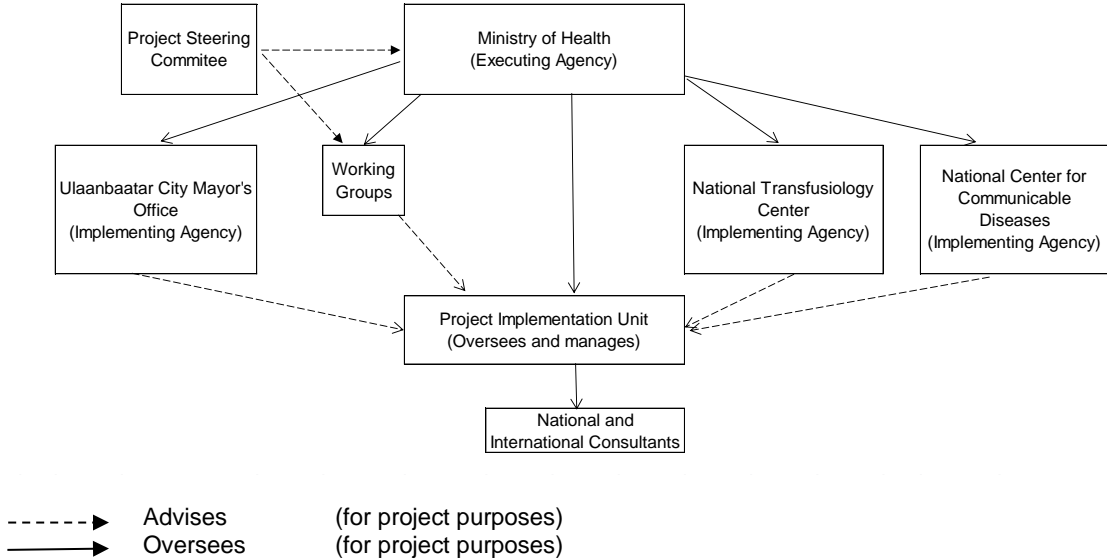 Project Steering
Commitee
Ministry of Health
(Executing Agency)
Ulaanbaatar City Mayor's
Office
(Implementing Agency)
Working
Groups
National Transfusiology
Center
(Implementing Agency)
National Center for
Communicable
Diseases
(Implementing Agency)
Project Implementation Unit
(Oversees and manages)
National and
International Consultants
Advises (for project purposes)
Oversees (for project purposes)